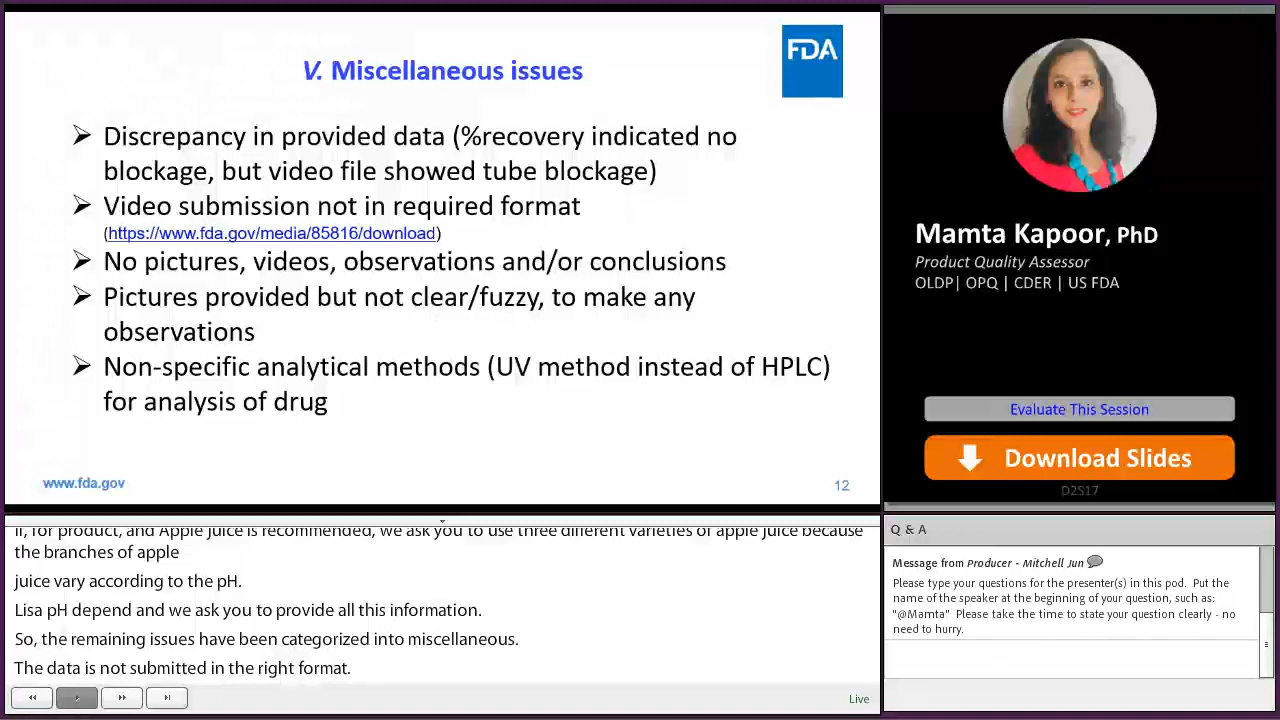 V. Miscellaneous issues
FDA
➢ Discrepancy in provided data (%recovery indicated no
blockage, but video file showed tube blockage)
➢ Video submission not in required format
(https://www.fda.gov/media/85816/download)
➢ No pictures, videos, observations and/or conclusions
➢ Pictures provided but not clear/fuzzy, to make any
observations
➢ Non-specific analytical methods (UV method instead of HPLC)
for analysis of drug
www.fda.gov
12
Mamta Kapoor, PhD
Product Quality Assessor
OLDP| OPQ | CDER | US FDA
Evaluate This Session
Download Slides
D2S17
for product, and Apple juice is recommended, we ask you to use three different varieties of apple juice because
the branches of apple
juice vary according to the pH.
Lisa pH depend and we ask you to provide all this information.
So, the remaining issues have been categorized into miscellaneous.
The data is not submitted in the right format.
Live
Q & A
Message from Producer - Mitchell Jun
Please type your questions for the presenter(s) in this pod. Put the
name of the speaker at the beginning of your question, such as:
"@Mamta" Please take the time to state your question clearly - no
need to hurry.